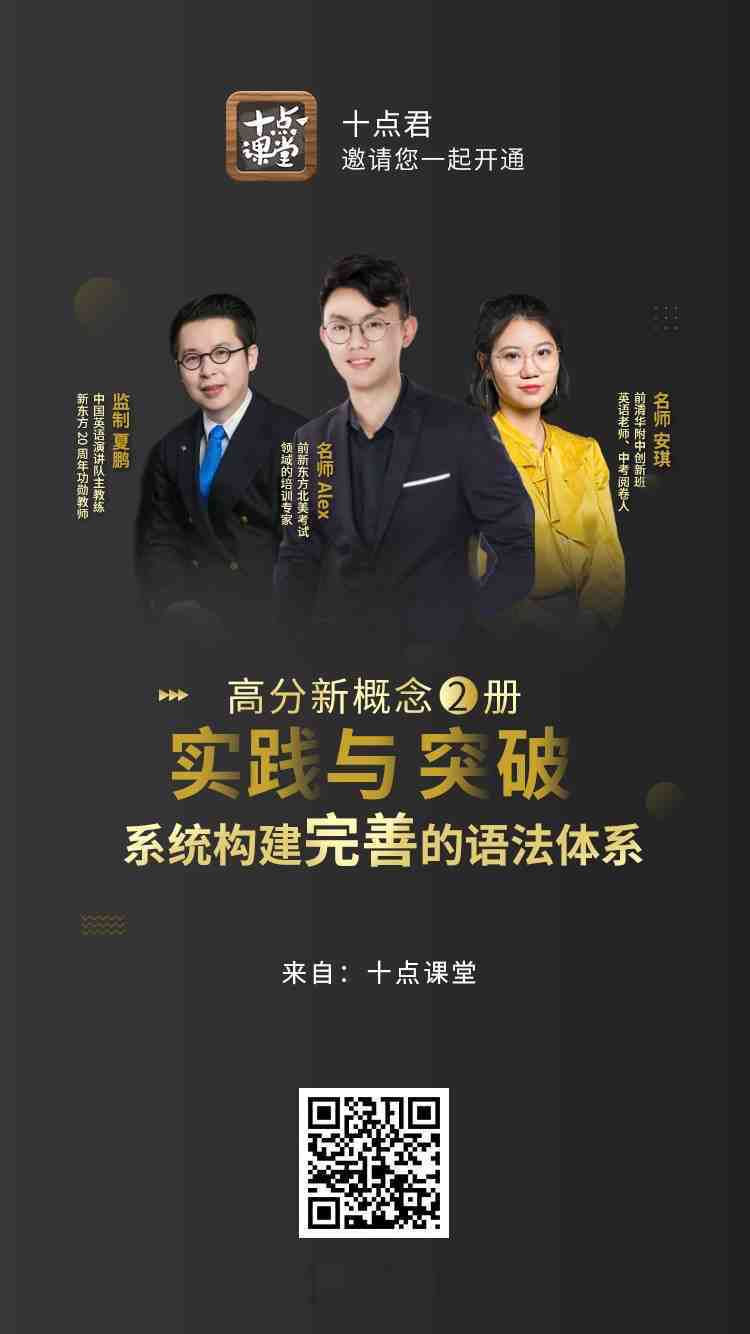 十点课堂
十点君
邀请您一起开通
监制 夏鹏
中国英语演讲队主教练
新东方20周年功勋教师
名师 Alex
前新东方北美考试
领域的培训专家
名师 安琪
前清华附中创新班
英语老师、中考阅卷人
高分新概念2册
实践与突破
系统构建完善的语法体系
来自：十点课堂